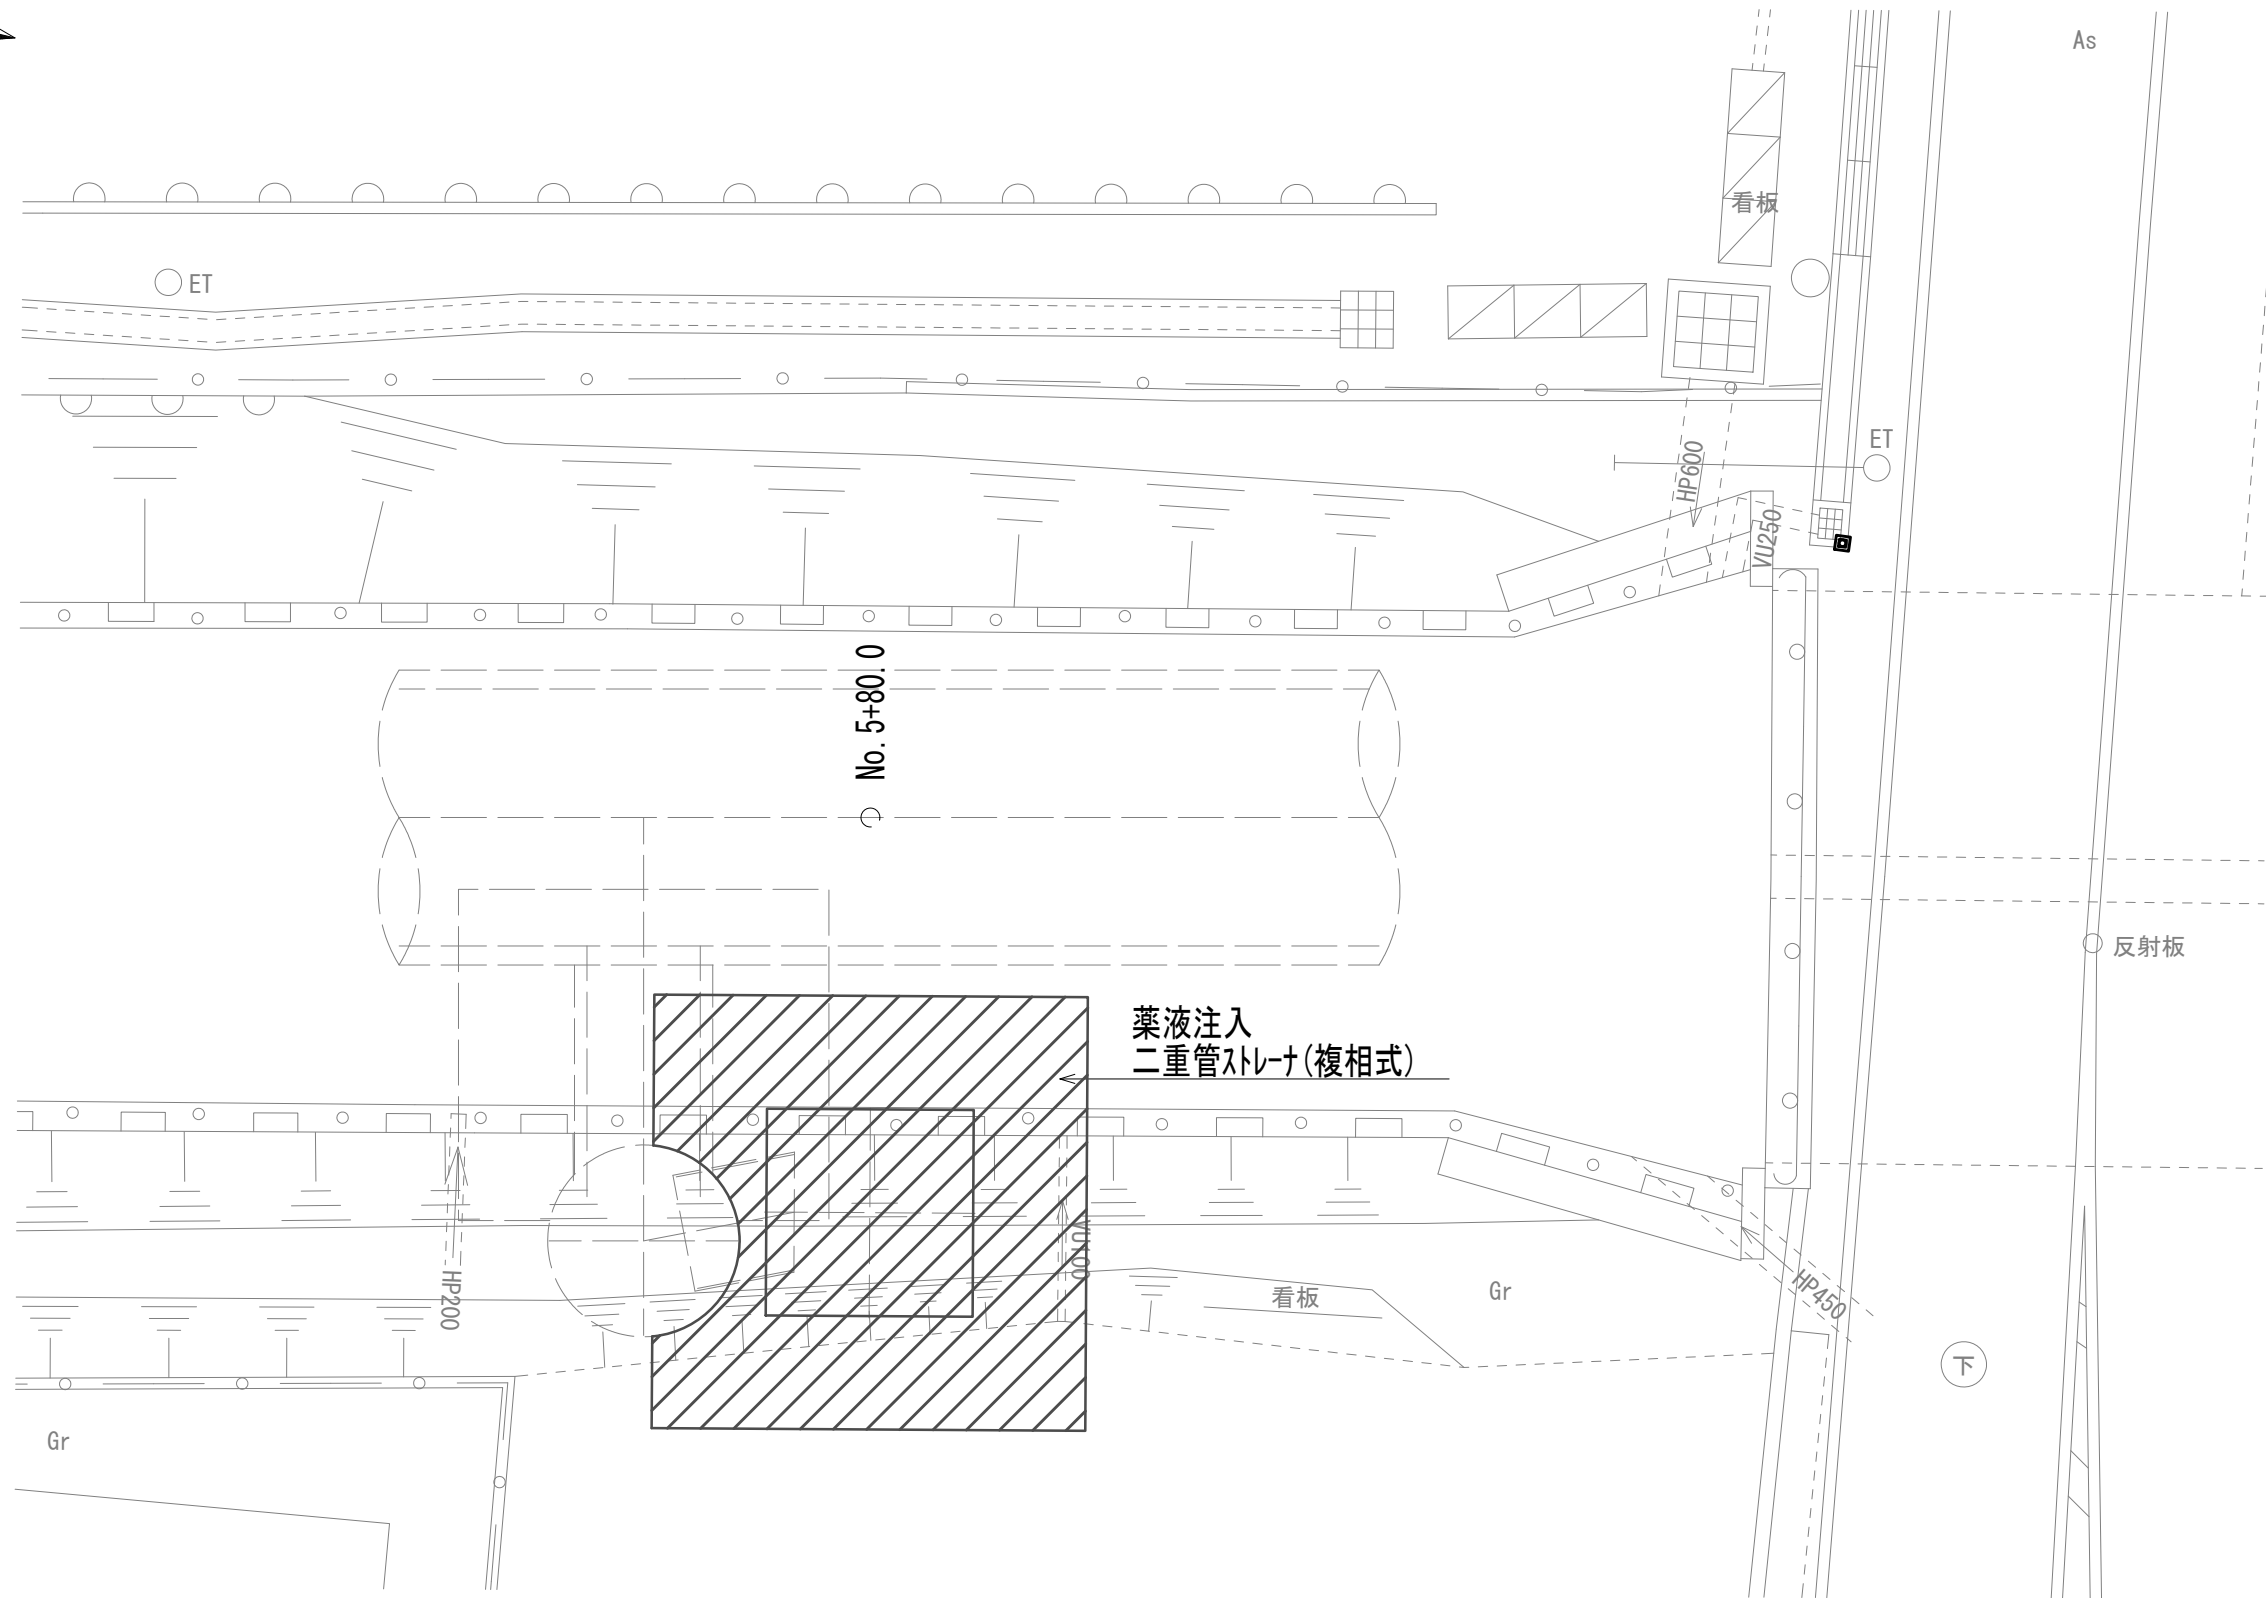 As
看板
ET
ET
HP600
VU250
No.5+80.0
反射板
薬液注入
二重管ストレーナ(複相式)
VU100
HP200
看板
Gr
HP450
下
Gr